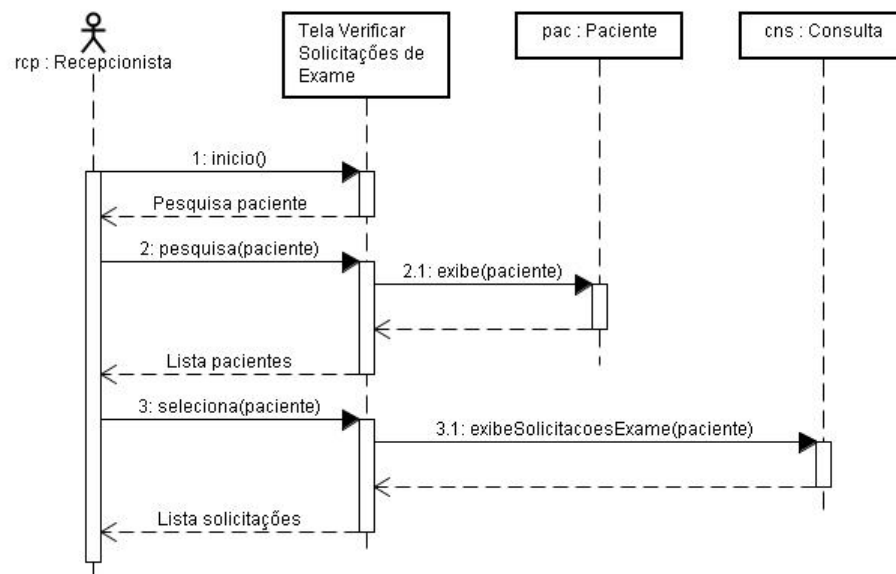 Tela Verificar
Solicitações de
Exame
pac : Paciente
cns : Consulta
rcp : Recepcionista
1: inicio()
Pesquisa paciente
2: pesquisa(paciente)
2.1: exibe(paciente)
Lista pacientes
3: seleciona(paciente)
3.1: exibeSolicitacoesExame(paciente)
Lista solicitações